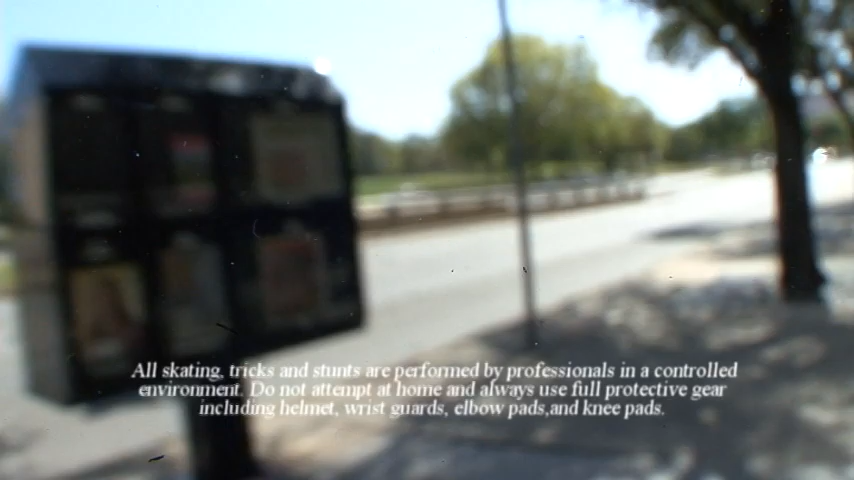 All skating, tricks and stunts are performed by professionals in a controlled
environment. Do not attempt at home and always use full protective gear
including helmet, wrist guards, elbow pads,and knee pads.